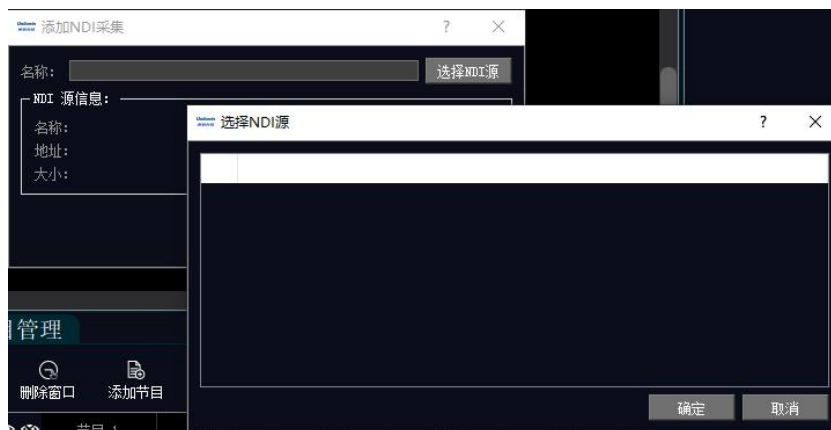 添加NDI采集
名称:
选择NDI源
NDI 源信息:
名称:
地址:
大小:
选择NDI源
管理
删除窗口
添加节目
确定
取消